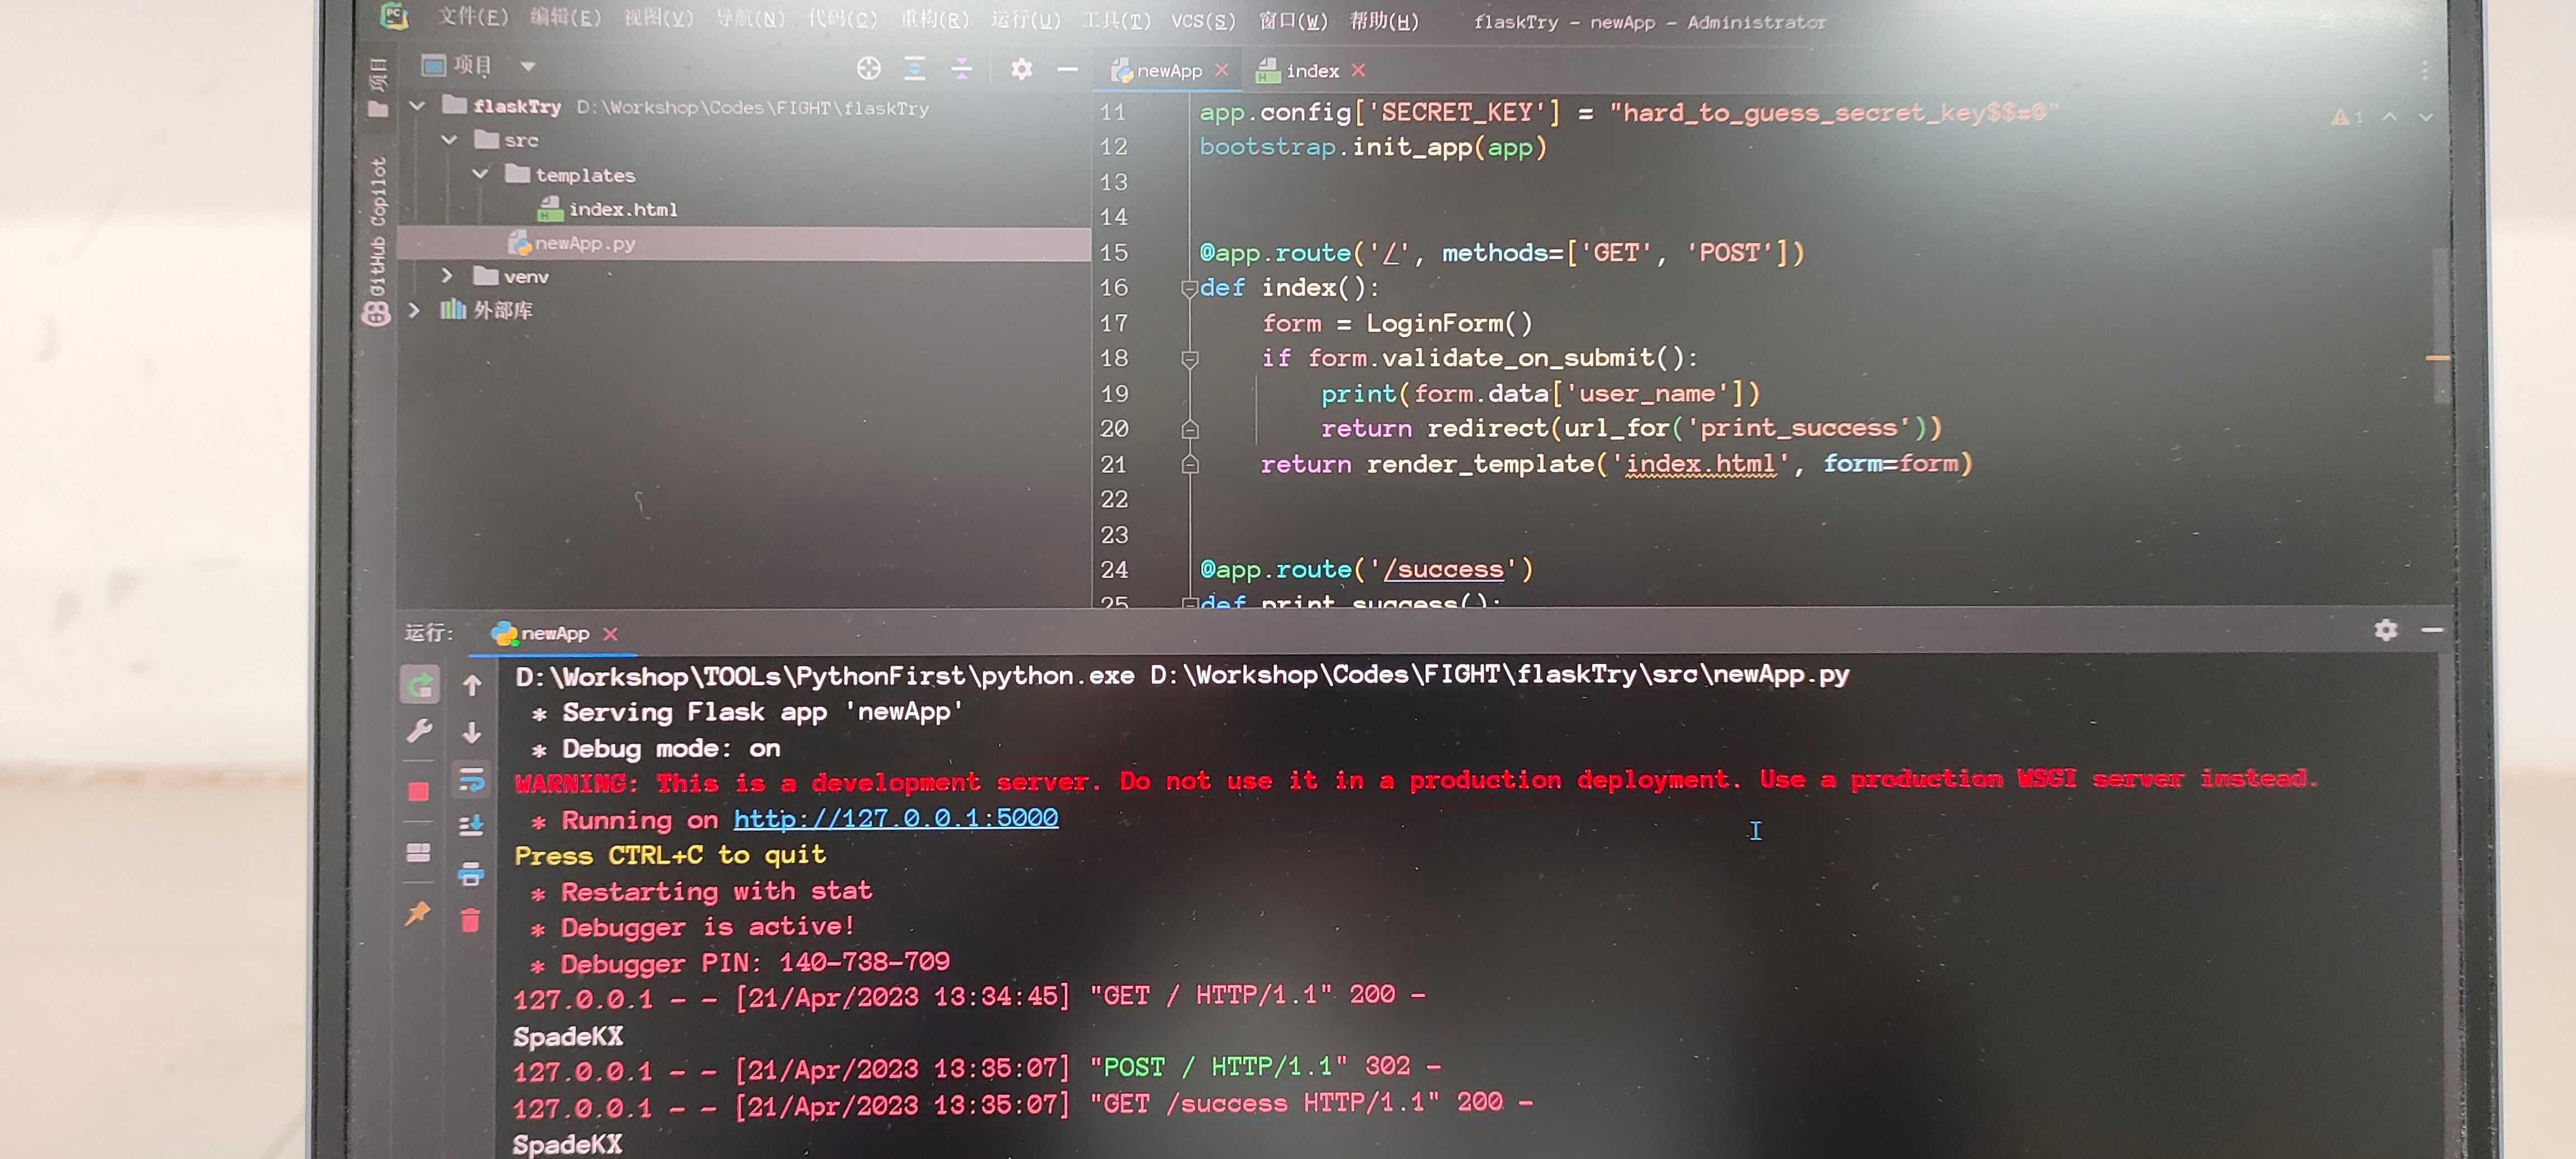 PC 文件(E) 编辑(E) 视图(V) 导航(N) 代码(C) 重构(R) 运行(U) 工具(T) VCS(S) 窗口(W) 帮助(H) flaskTry - newApp - Administrator
项目
项目
flaskTry D:\Workshop\Codes\FIGHT\flaskTry
src
templates
index.html
newApp.py
venv
外部库
GitHub Copilot
newApp
index
1
11 app.config['SECRET_KEY'] = "hard_to_guess_secret_key$$#@"
12 bootstrap.init_app(app)
13
14
15 @app.route('/', methods=['GET', 'POST'])
16 def index():
17 form = LoginForm()
18 if form.validate_on_submit():
19 print(form.data['user_name'])
20 return redirect(url_for('print_success'))
21 return render_template('index.html', form=form)
22
23
24 @app.route('/success')
25 def print_success():
运行: newApp
D:\Workshop\TOOLs\PythonFirst\python.exe D:\Workshop\Codes\FIGHT\flaskTry\src\newApp.py
* Serving Flask app 'newApp'
* Debug mode: on
WARNING: This is a development server. Do not use it in a production deployment. Use a production WSGI server instead.
* Running on http://127.0.0.1:5000
Press CTRL+C to quit
* Restarting with stat
* Debugger is active!
* Debugger PIN: 140-738-709
127.0.0.1 - - [21/Apr/2023 13:34:45] "GET / HTTP/1.1" 200 -
SpadeKX
127.0.0.1 - - [21/Apr/2023 13:35:07] "POST / HTTP/1.1" 302 -
127.0.0.1 - - [21/Apr/2023 13:35:07] "GET /success HTTP/1.1" 200 -
SpadeKX